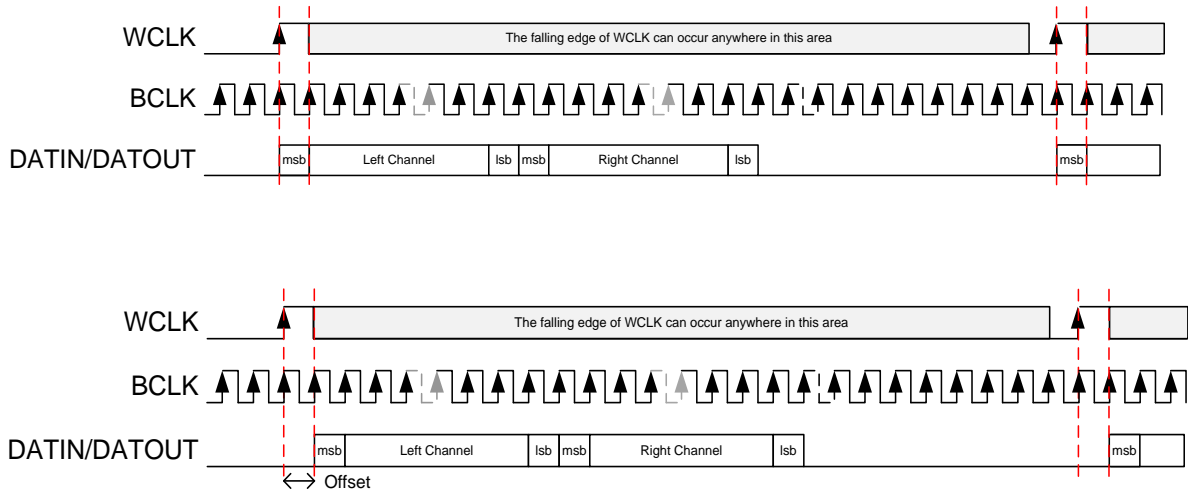 WCLK
The falling edge of WCLK can occur anywhere in this area
BCLK
DATIN/DATOUT
msb Left Channel lsb msb Right Channel lsb msb
WCLK
The falling edge of WCLK can occur anywhere in this area
BCLK
DATIN/DATOUT
msb Left Channel lsb msb Right Channel lsb msb
Offset